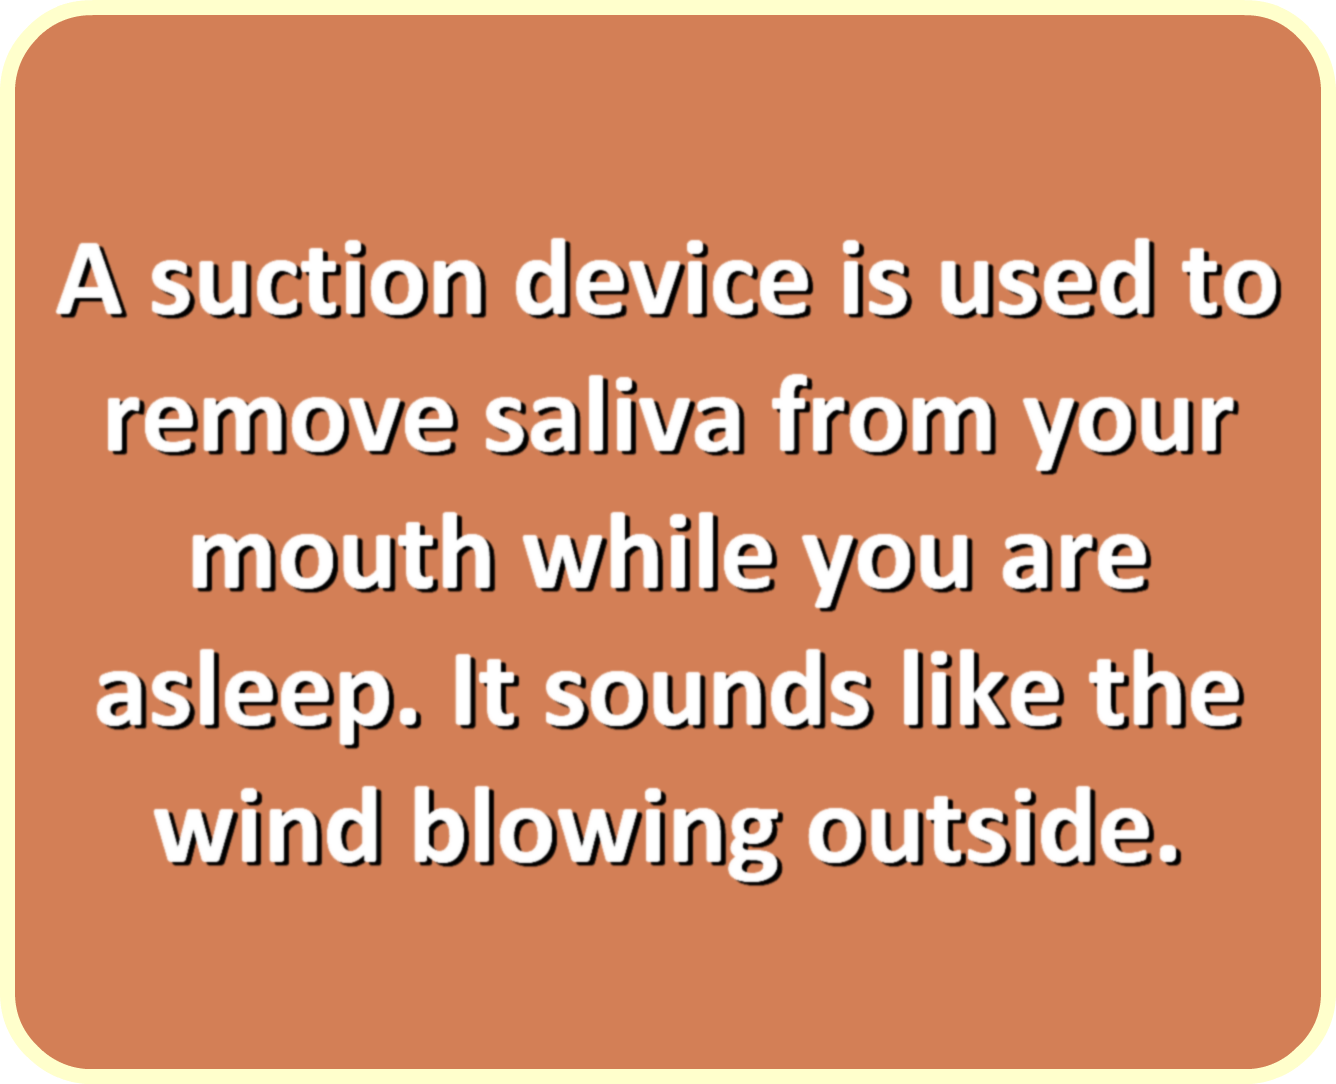 A suction device is used to
remove saliva from your
mouth while you are
asleep. It sounds like the
wind blowing outside.